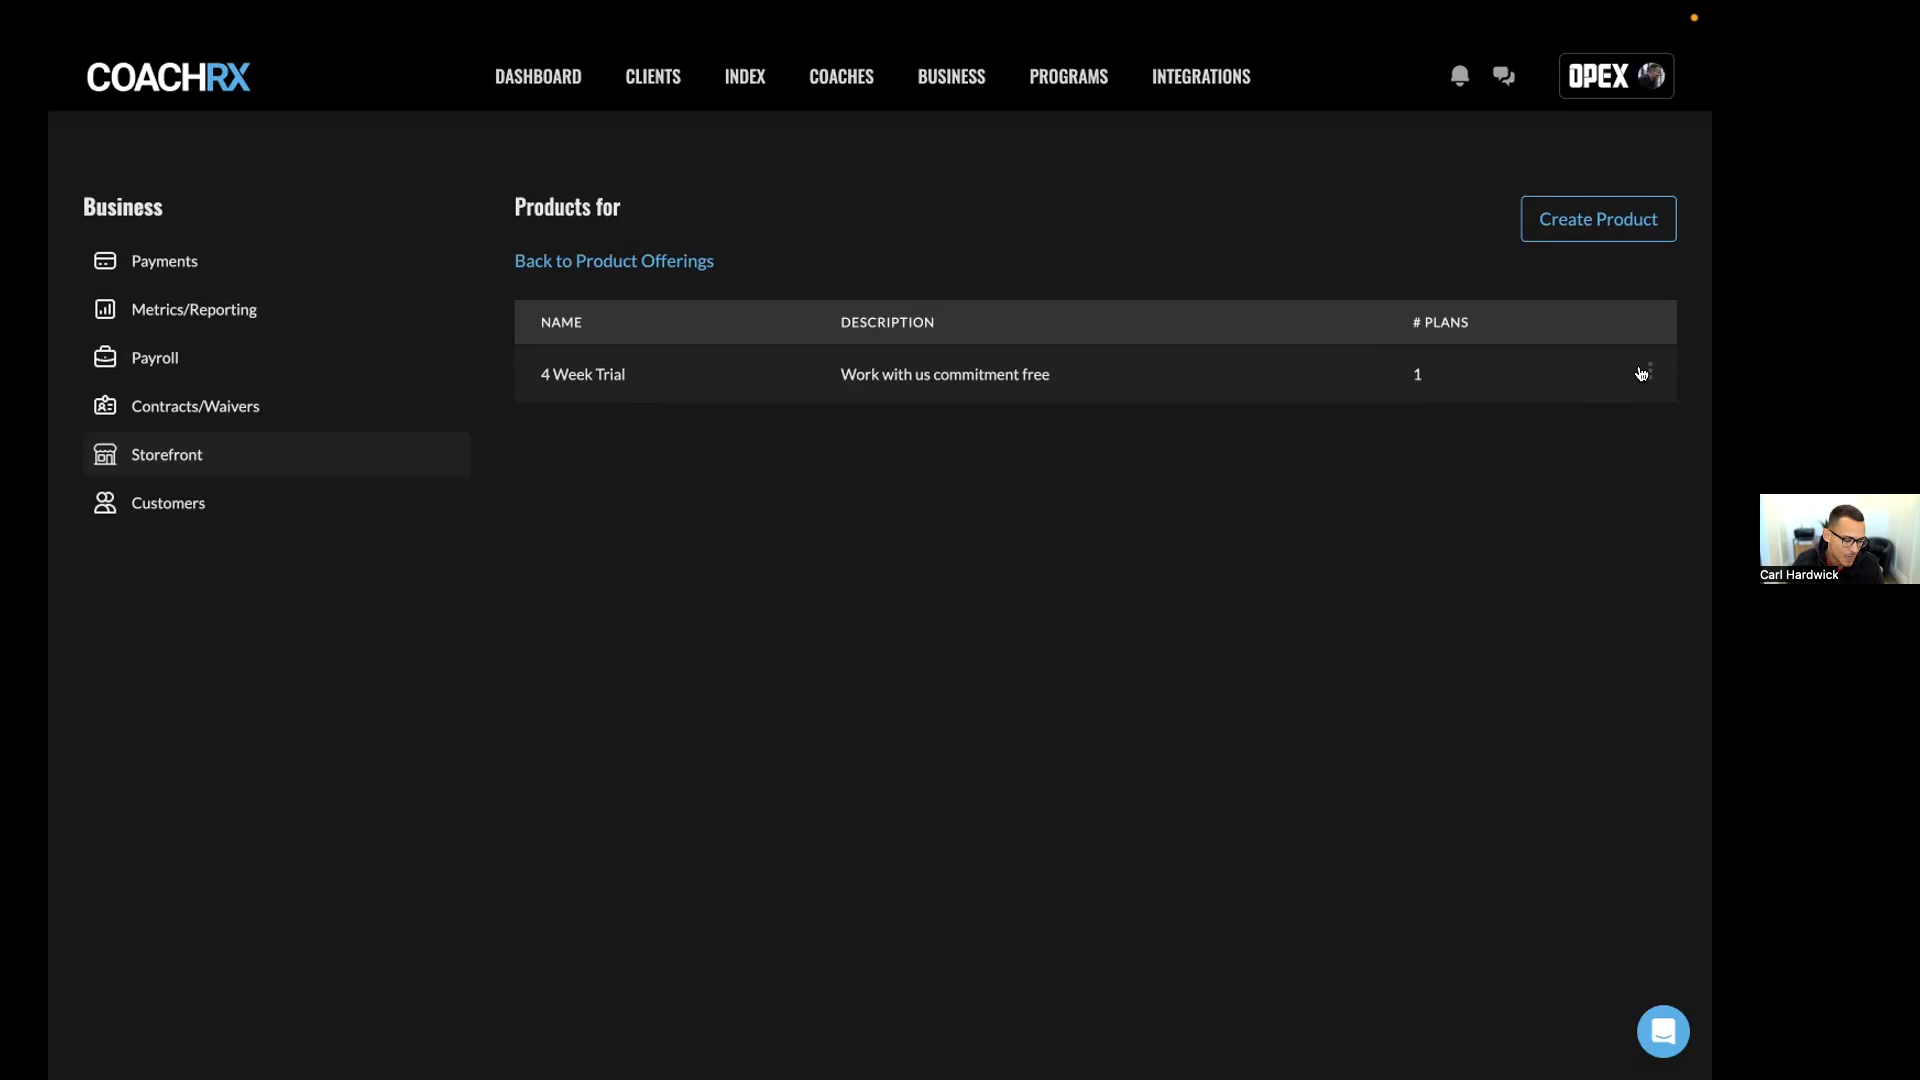 COACHRX
DASHBOARD
CLIENTS
INDEX
COACHES
BUSINESS
PROGRAMS
INTEGRATIONS
OPEX
Business
Payments
Metrics/Reporting
Payroll
Contracts/Waivers
Storefront
Customers
Products for
Create Product
Back to Product Offerings
NAME DESCRIPTION # PLANS
4 Week Trial Work with us commitment free 1
Carl Hardwick